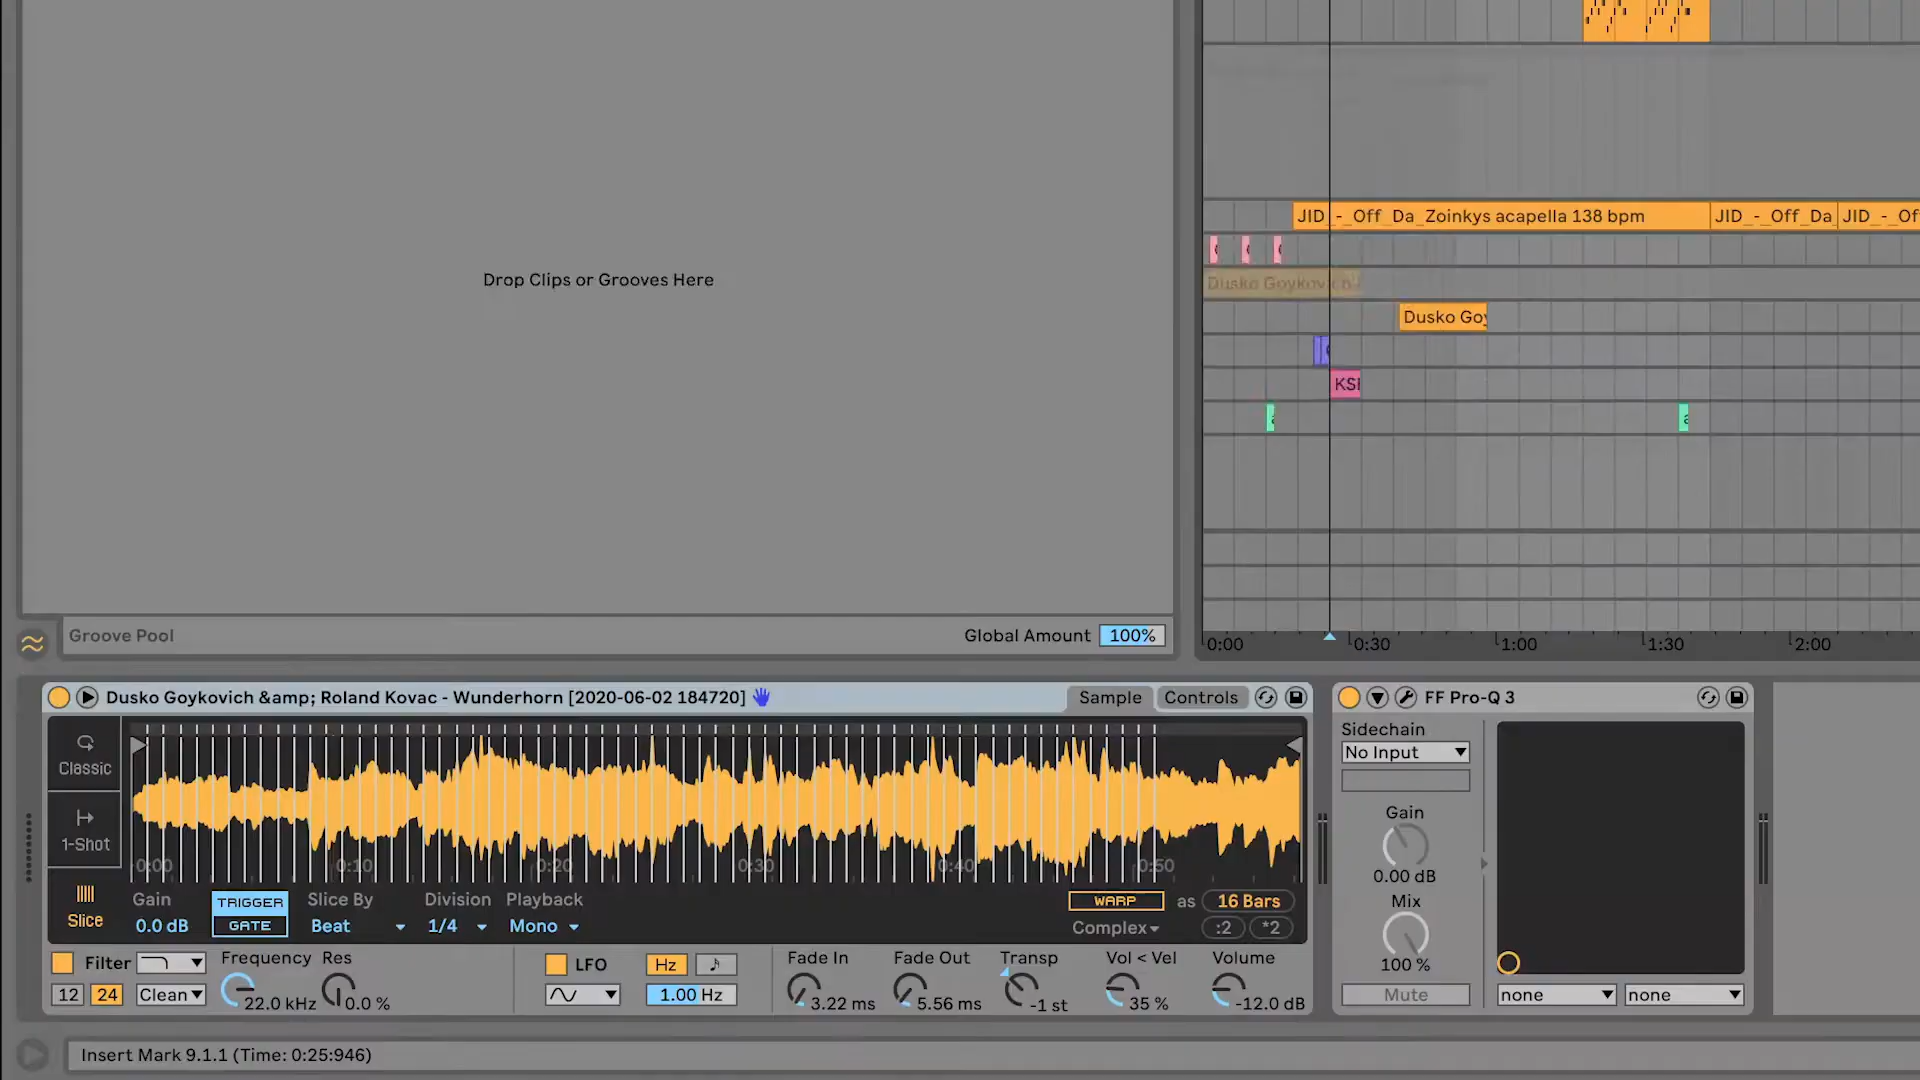 JID_-_Off_Da_Zoinkys acapella 138 bpm
JID_-_Off_Da
JID_-_Of
Drop Clips or Grooves Here
Dusko Goykovich
Dusko Goy
KSI
Groove Pool
Global Amount 100%
0:00 0:30 1:00 1:30 2:00
Dusko Goykovich &amp; Roland Kovac - Wunderhorn [2020-06-02 184720]
Sample Controls
FF Pro-Q 3
Sidechain
No Input
Classic
1-Shot
Slice
0:00 0:10 0:20 0:30 0:40 0:50
Gain
0.0 dB
TRIGGER
GATE
Slice By
Beat
Division
1/4
Playback
Mono
WARP as 16 Bars
Complex :2 *2
Gain
0.00 dB
Mix
100 %
Mute
none none
Filter
12 24 Clean
Frequency
22.0 kHz
Res
0.0 %
LFO
Hz
1.00 Hz
Fade In
3.22 ms
Fade Out
5.56 ms
Transp
-1 st
Vol < Vel
35 %
Volume
-12.0 dB
Insert Mark 9.1.1 (Time: 0:25:946)